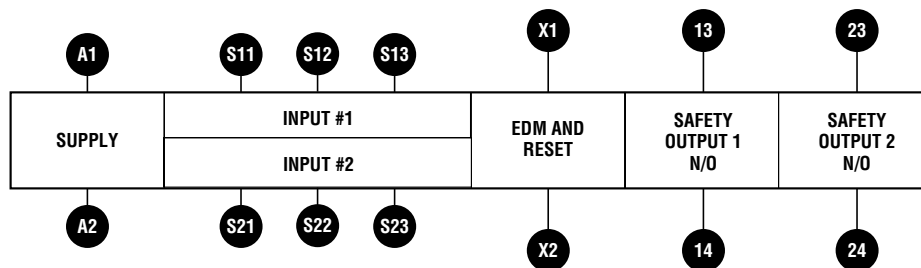 X1 13 23
A1 S11 S12 S13
SUPPLY
INPUT #1
INPUT #2
EDM AND
RESET
SAFETY
OUTPUT 1
N/O
SAFETY
OUTPUT 2
N/O
A2 S21 S22 S23
X2 14 24